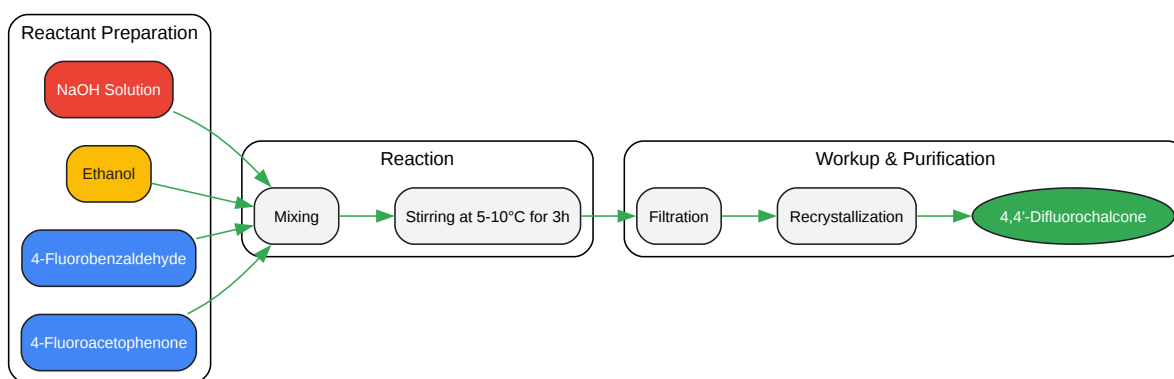 Reactant Preparation
NaOH Solution
Ethanol
4-Fluorobenzaldehyde
4-Fluoroacetophenone
Reaction
Mixing
Stirring at 5-10°C for 3h
Workup & Purification
Filtration
Recrystallization
4,4'-Difluorochalcone